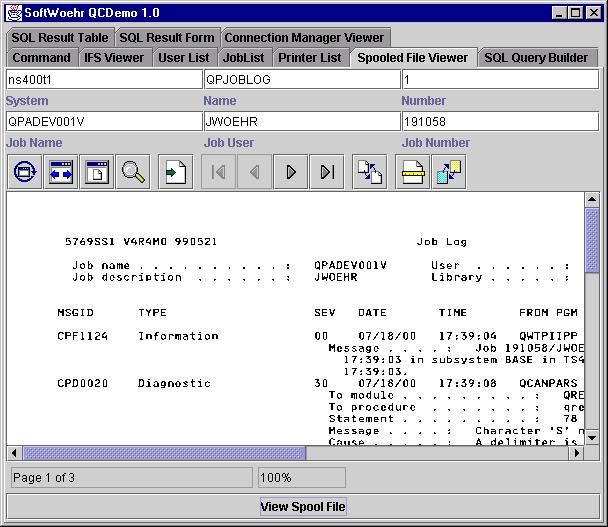 SoftWoehr QCDemo 1.0
SQL Result Table SQL Result Form Connection Manager Viewer
Command IFS Viewer User List JobList Printer List Spooled File Viewer SQL Query Builder
ns400t1 QPJOBLOG 1
System Name Number
QPADEV001V JWOEHR 191058
Job Name Job User Job Number
5769SS1 V4R4M0 990521 Job Log
Job name . . . . . . . . . . : QPADEV001V User . . . . . . :
Job description . . . . . . : JWOEHR Library . . . . . :
MSGID TYPE SEV DATE TIME FROM PGM
CPF1124 Information 00 07/18/00 17:39:04 QWTPIIPP
Message . . . . : Job 191058/JWOE
17:39:03 in subsystem BASE in TS4
17:39:03.
CPD0020 Diagnostic 30 07/18/00 17:39:08 QCANPARS
To module . . . . . . . . . : QRE
To procedure . . . . . . . : qre
Statement . . . . . . . . . : 78
Message . . . . : Character 'S' n
Cause . . . . . : A delimiter is
Page 1 of 3 100%
View Spool File